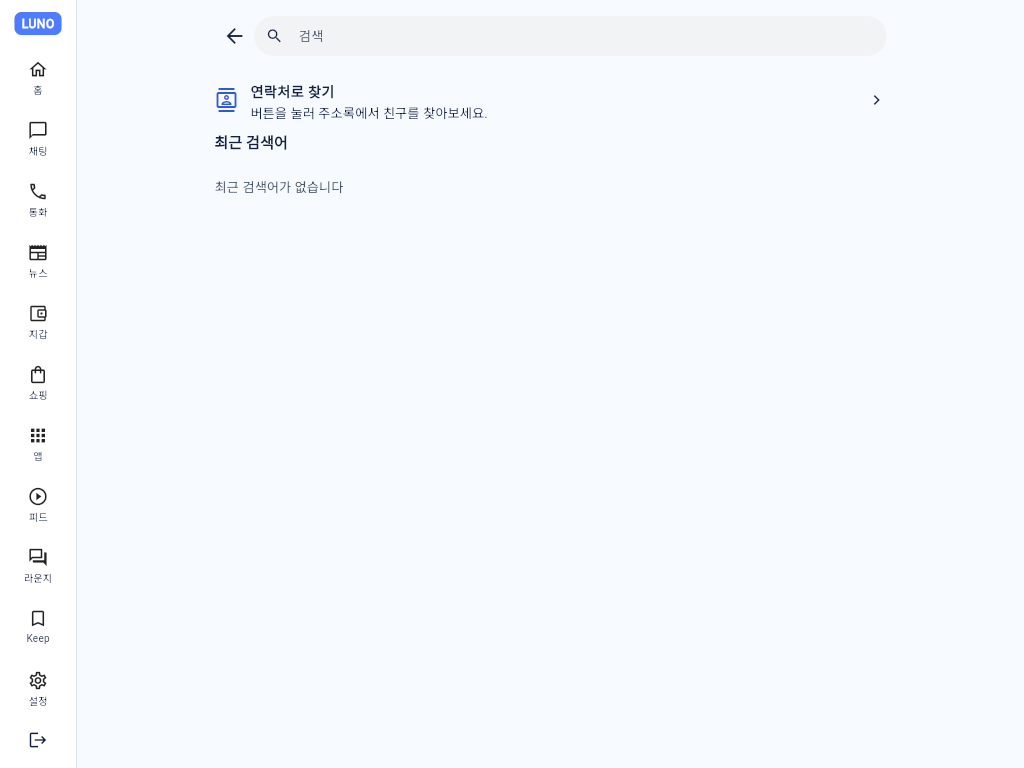 LUNO
홈
채팅
통화
뉴스
지갑
쇼핑
앱
피드
라운지
Keep
설정
검색
연락처로 찾기
버튼을 눌러 주소록에서 친구를 찾아보세요.
최근 검색어
최근 검색어가 없습니다